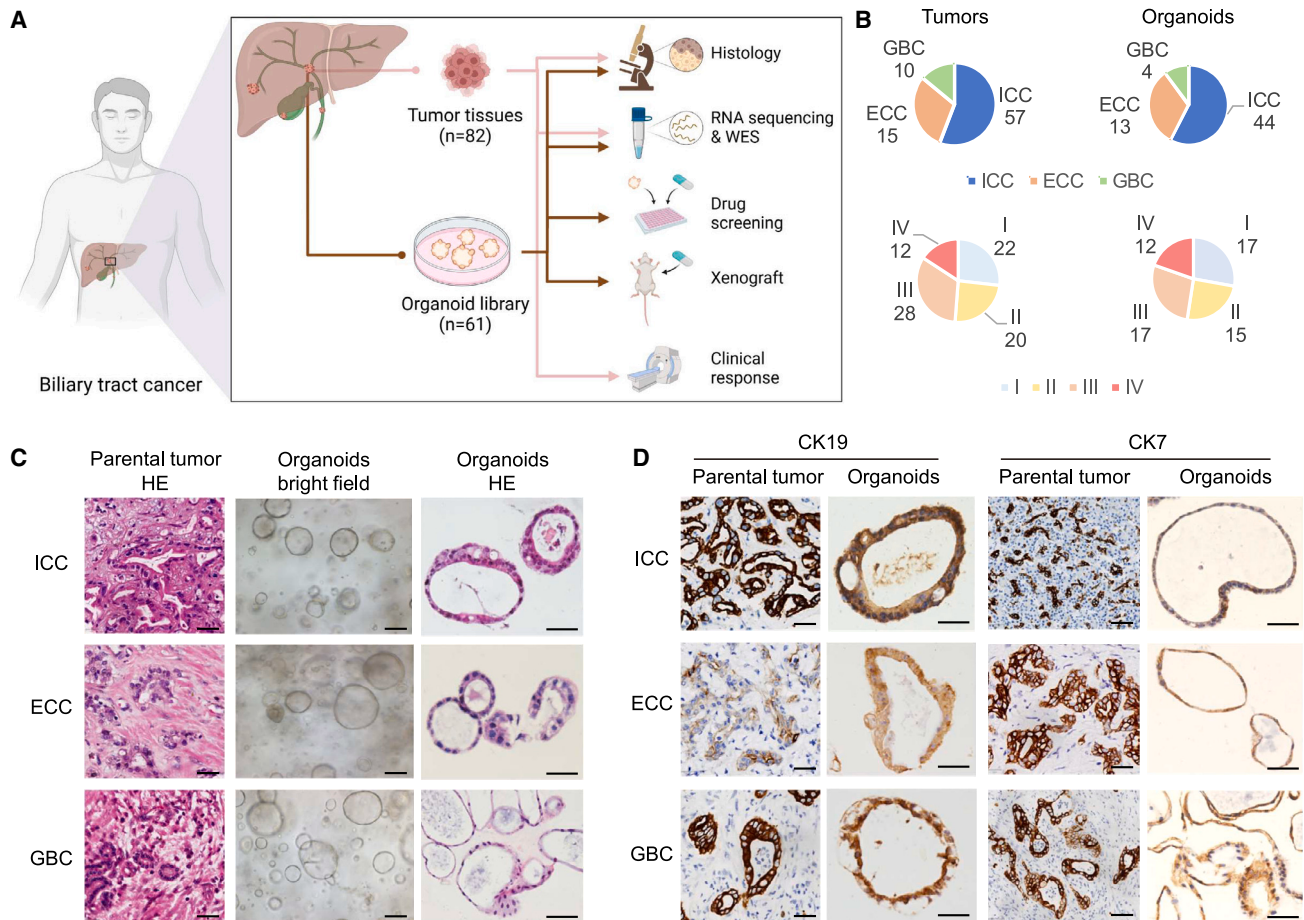 A
Biliary tract cancer
Tumor tissues
(n=82)
Organoid library
(n=61)
Histology
RNA sequencing
& WES
Drug
screening
Xenograft
Clinical
response
B
Tumors
Organoids
GBC
10
ECC
15
ICC
57
GBC
4
ECC
13
ICC
44
ICC ECC GBC
IV
12
I
22
III
28
II
20
IV
12
I
17
III
17
II
15
I II III IV
C
Parental tumor
HE
Organoids
bright field
Organoids
HE
ICC
ECC
GBC
D
CK19
CK7
Parental tumor
Organoids
Parental tumor
Organoids
ICC
ECC
GBC